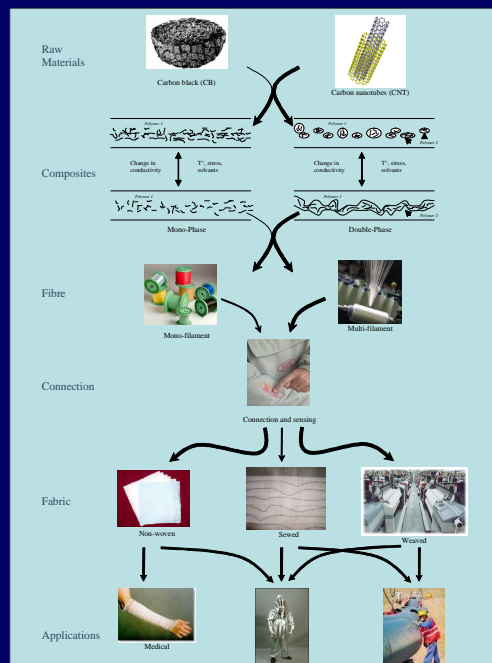 Raw
Materials
Carbon black (CB)
Carbon nanotubes (CNT)
Polymer 1
Polymer 1
Polymer 2
Composites
Change in
conductivity
T°, stress,
solvants
Change in
conductivity
T°, stress,
solvants
Polymer 1
Polymer 1
Polymer 2
Mono-Phase
Double-Phase
Fibre
Mono-filament
Multi-filament
Connection
Connection and sensing
Fabric
Non-woven
Sewed
Weaved
Applications
Medical